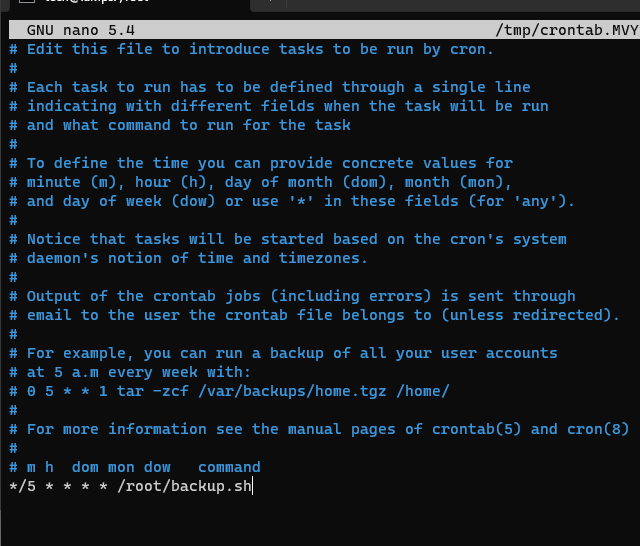 GNU nano 5.4 /tmp/crontab.MVY
# Edit this file to introduce tasks to be run by cron.
#
# Each task to run has to be defined through a single line
# indicating with different fields when the task will be run
# and what command to run for the task
#
# To define the time you can provide concrete values for
# minute (m), hour (h), day of month (dom), month (mon),
# and day of week (dow) or use '*' in these fields (for 'any').
#
# Notice that tasks will be started based on the cron's system
# daemon's notion of time and timezones.
#
# Output of the crontab jobs (including errors) is sent through
# email to the user the crontab file belongs to (unless redirected).
#
# For example, you can run a backup of all your user accounts
# at 5 a.m every week with:
# 0 5 * * 1 tar -zcf /var/backups/home.tgz /home/
#
# For more information see the manual pages of crontab(5) and cron(8)
#
# m h  dom mon dow   command
*/5 * * * * /root/backup.sh